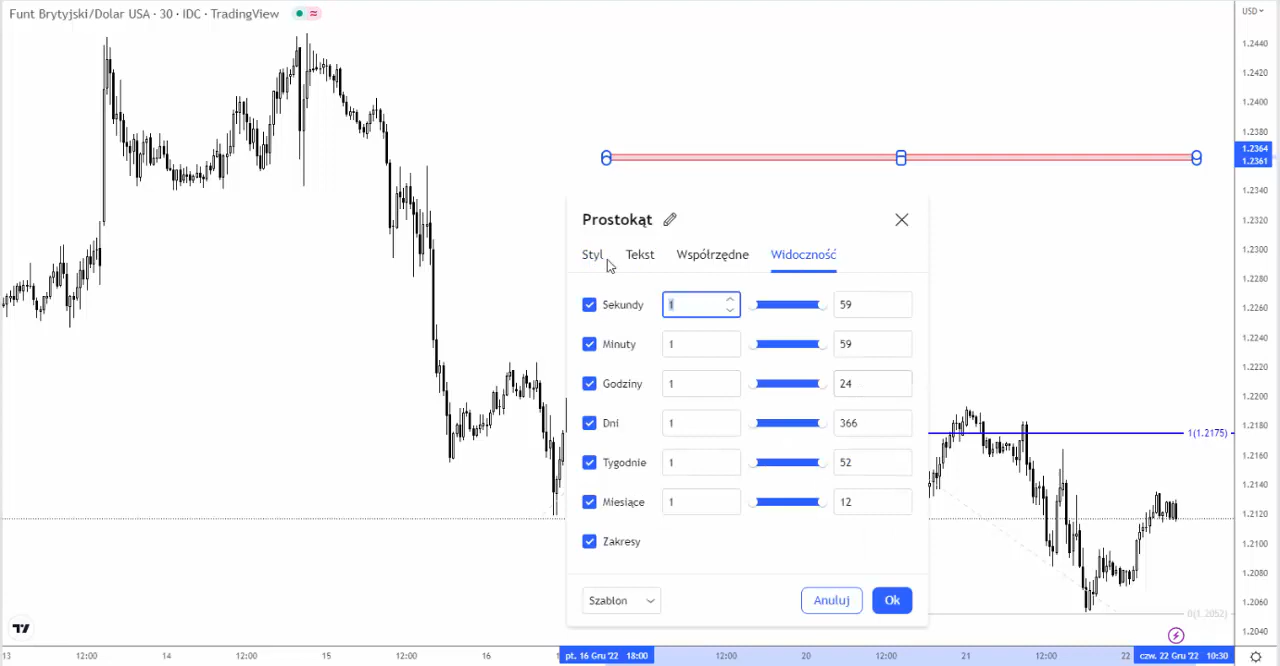 Funt Brytyjski/Dolar USA · 30 · IDC · TradingView
USD
1.2440
1.2420
1.2400
1.2380
1.2364
1.2361
1.2340
1.2320
1.2300
1.2280
1.2260
1.2240
1.2220
1.2200
1.2180
1.2160
1.2140
1.2120
1.2100
1.2080
1.2060
1.2040
Prostokąt
Styl Tekst Współrzędne Widoczność
Sekundy 1 59
Minuty 1 59
Godziny 1 24
Dni 1 366
Tygodnie 1 52
Miesiące 1 12
Zakresy
Szablon Anuluj Ok
1(1.2175)
0(1.2052)
13 12:00 14 12:00 15 12:00 16 pt. 16 Gru '22 18:00 12:00 20 12:00 21 12:00 22 czw. 22 Gru '22 10:30